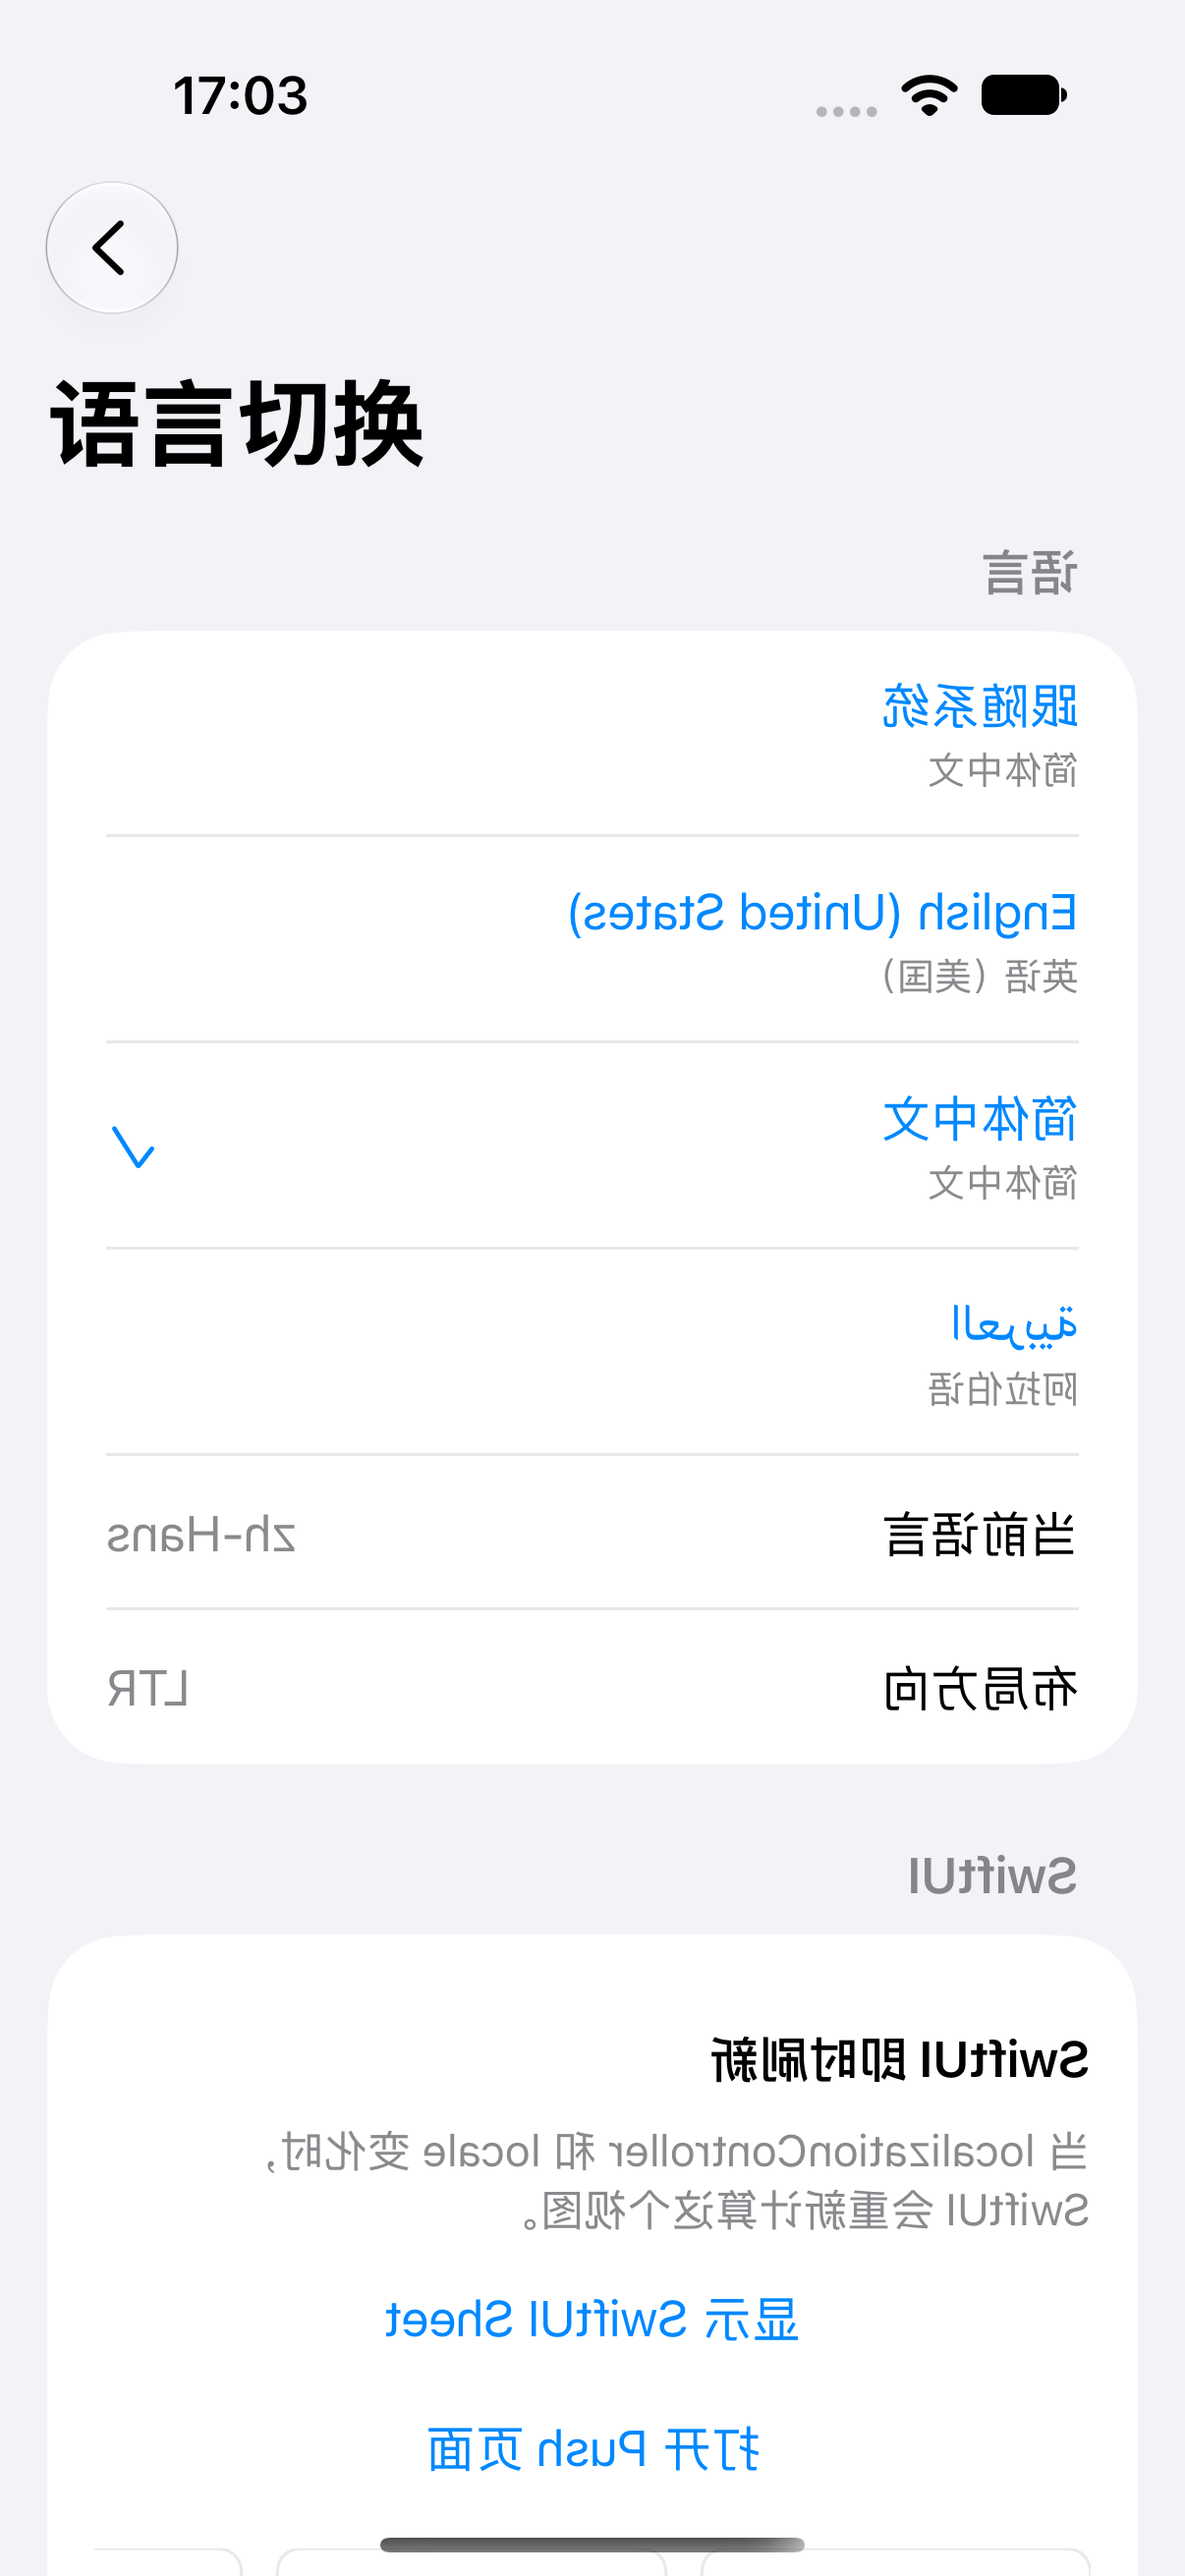 17:03
语言切换
语言
跟随系统
简体中文
English (United States)
英语（美国）
简体中文
简体中文
العربية
阿拉伯语
当前语言 zh-Hans
布局方向 LTR
SwiftUI
SwiftUI 即时刷新
当 localizationController 和 locale 变化时，
SwiftUI 会重新计算这个视图。
显示 SwiftUI Sheet
打开 Push 页面